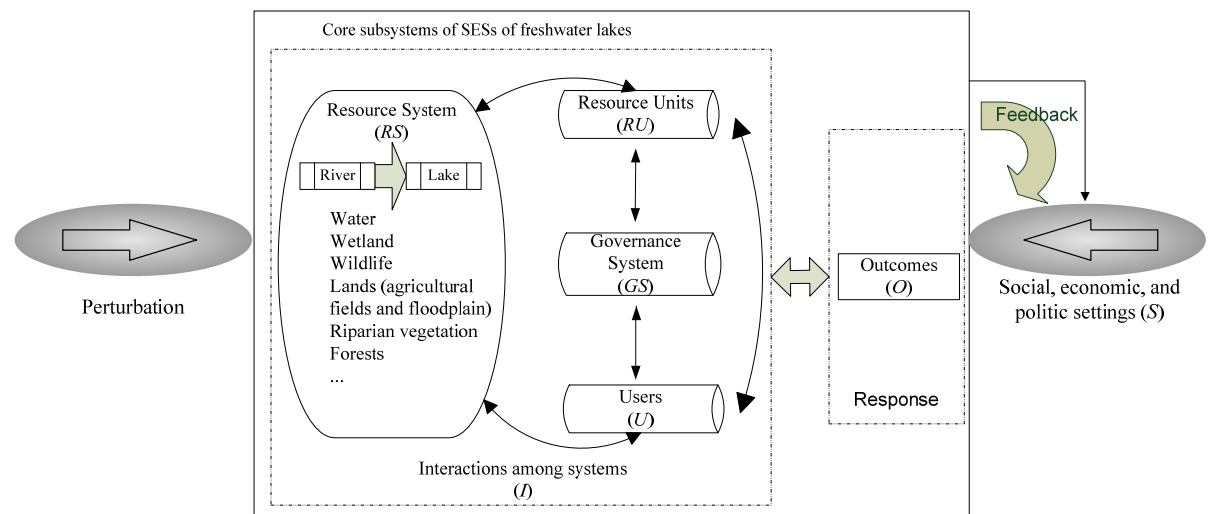 Core subsystems of SESs of freshwater lakes
Resource System
(RS)
River
Lake
Water
Wetland
Wildlife
Lands (agricultural
fields and floodplain)
Riparian vegetation
Forests
...
Resource Units
(RU)
Governance
System
(GS)
Users
(U)
Interactions among systems
(I)
Outcomes
(O)
Response
Feedback
Perturbation
Social, economic, and
politic settings (S)